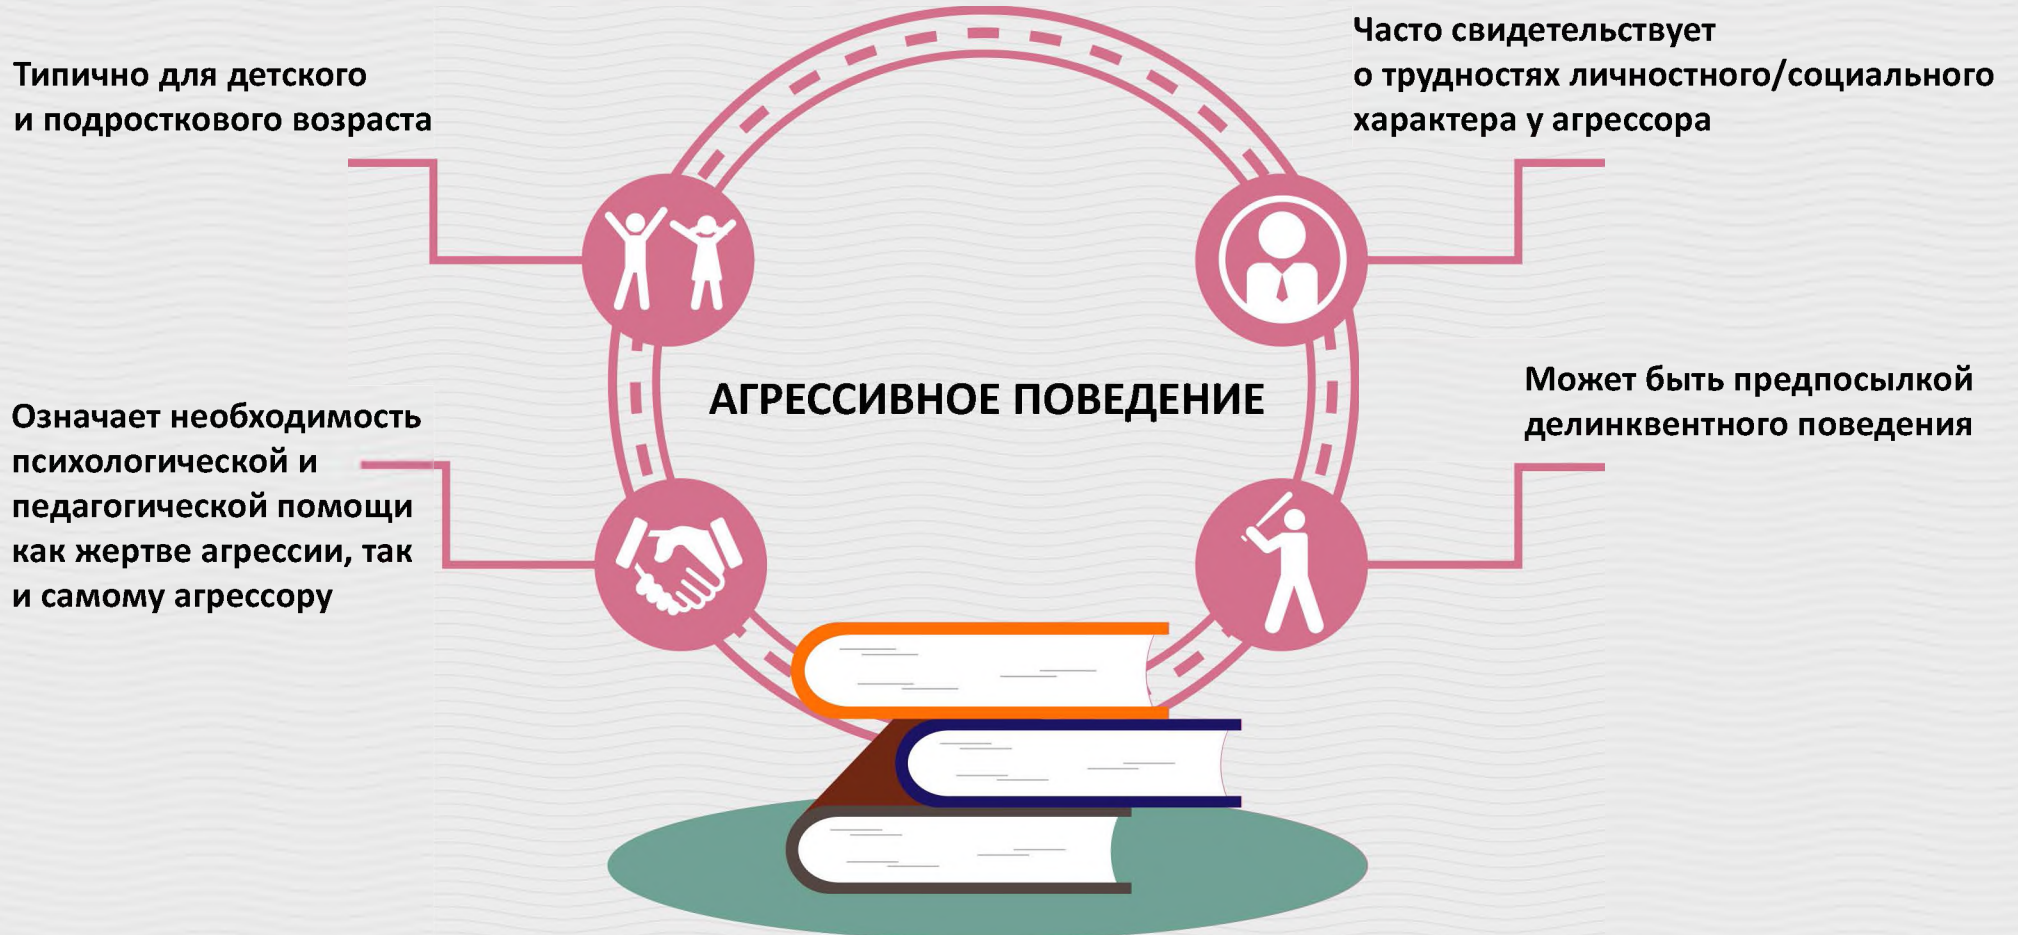 Типично для детского
и подросткового возраста
Часто свидетельствует
о трудностях личностного/социального
характера у агрессора
АГРЕССИВНОЕ ПОВЕДЕНИЕ
Означает необходимость
психологической и
педагогической помощи
как жертве агрессии, так
и самому агрессору
Может быть предпосылкой
делинквентного поведения